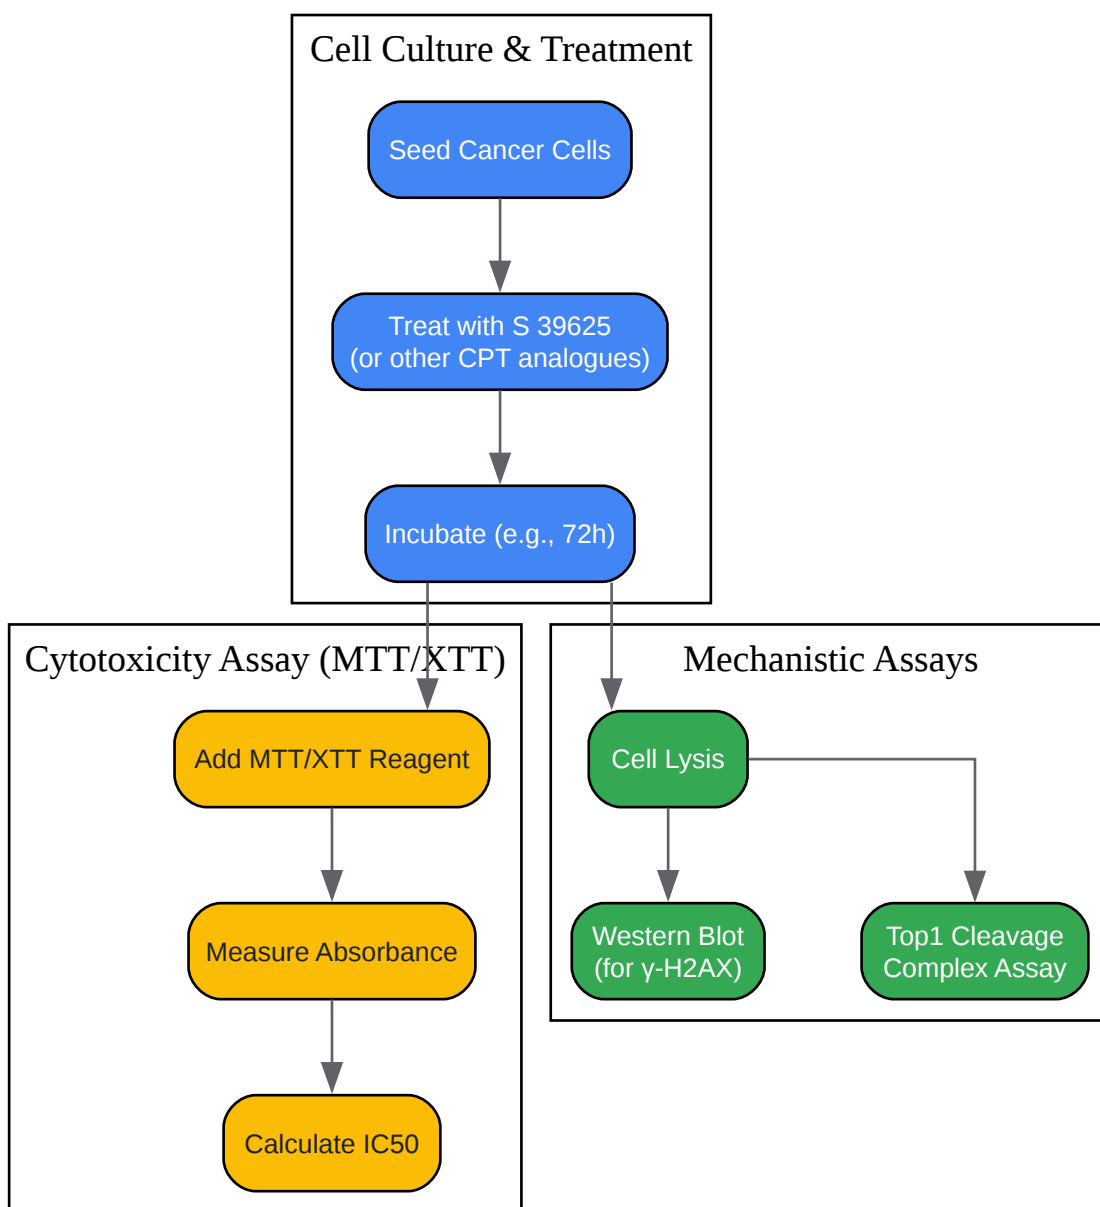 Cell Culture & Treatment
Seed Cancer Cells
Treat with S 39625
(or other CPT analogues)
Incubate (e.g., 72h)
Cytotoxicity Assay (MTT/XTT)
Add MTT/XTT Reagent
Measure Absorbance
Calculate IC50
Mechanistic Assays
Cell Lysis
Western Blot
(for γ-H2AX)
Top1 Cleavage
Complex Assay